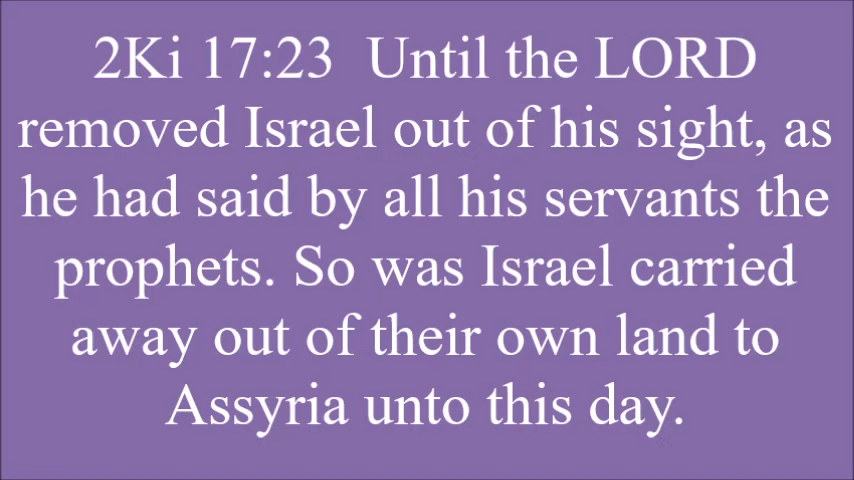 2Ki 17:23  Until the LORD
removed Israel out of his sight, as
he had said by all his servants the
prophets. So was Israel carried
away out of their own land to
Assyria unto this day.